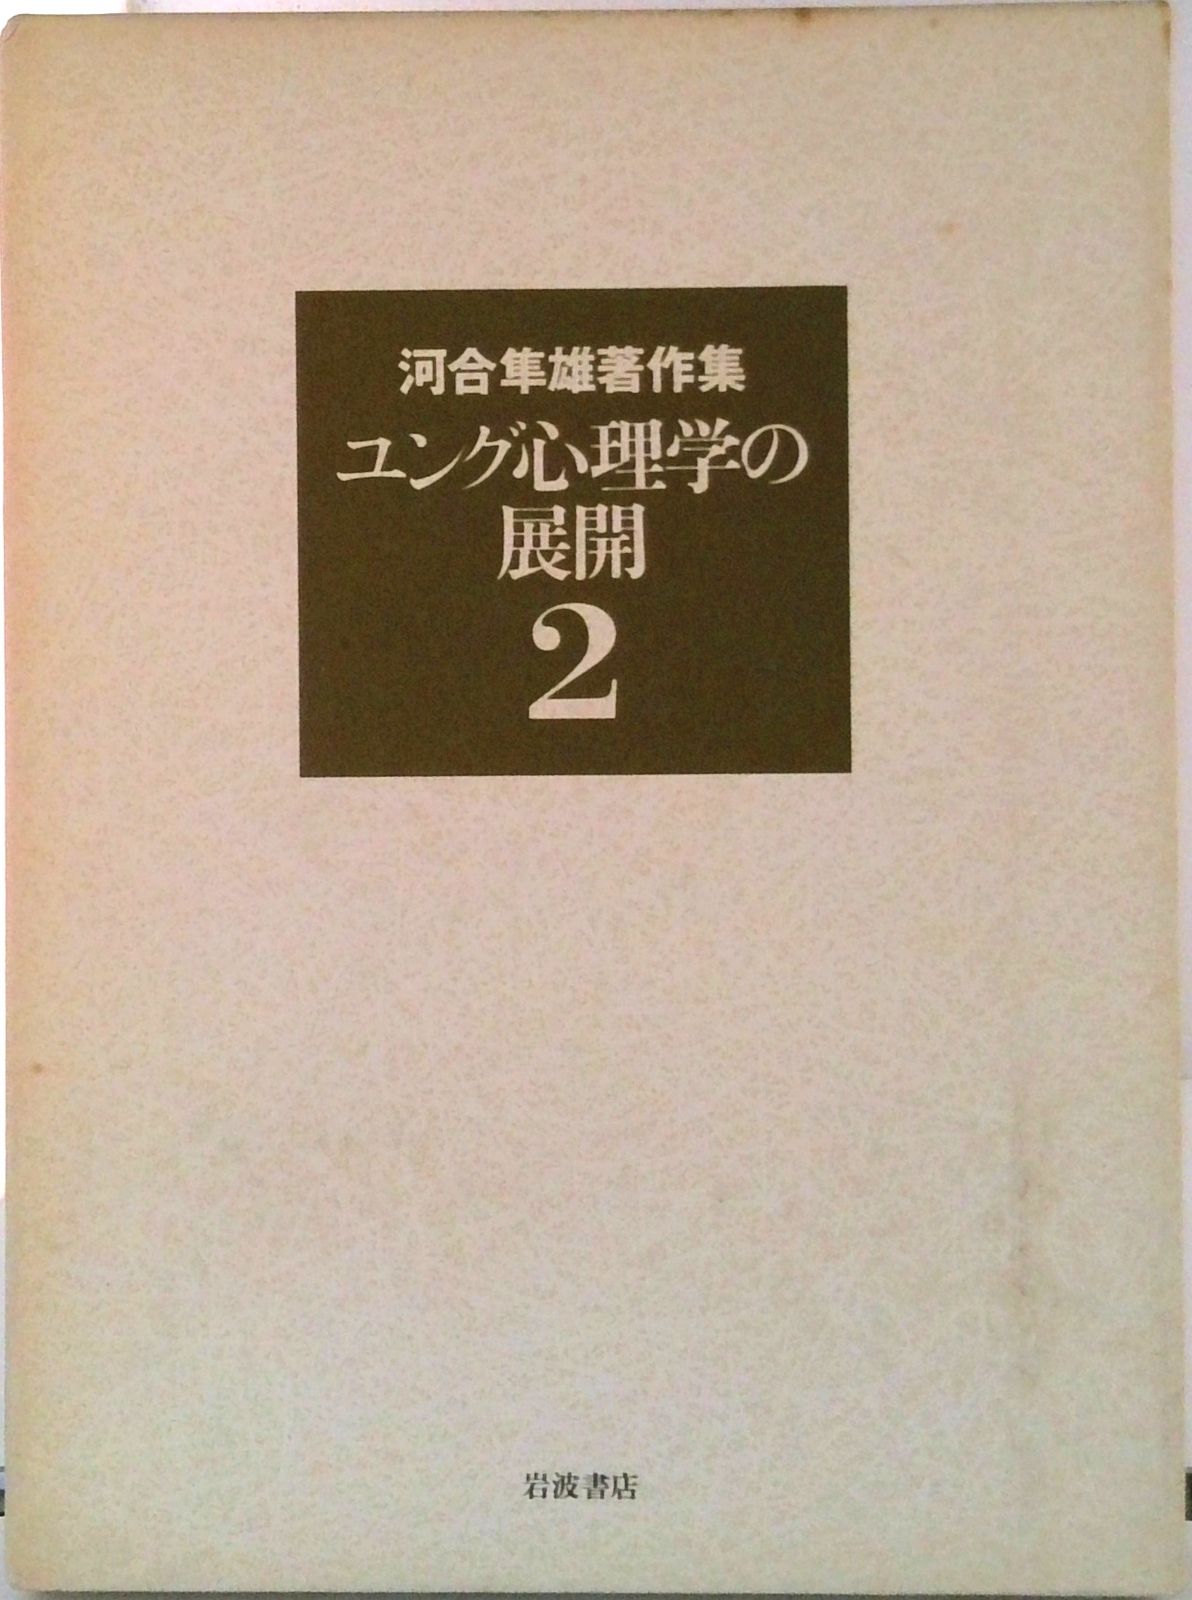 河合隼雄著作集
ユング心理学の
展開
2
岩波書店